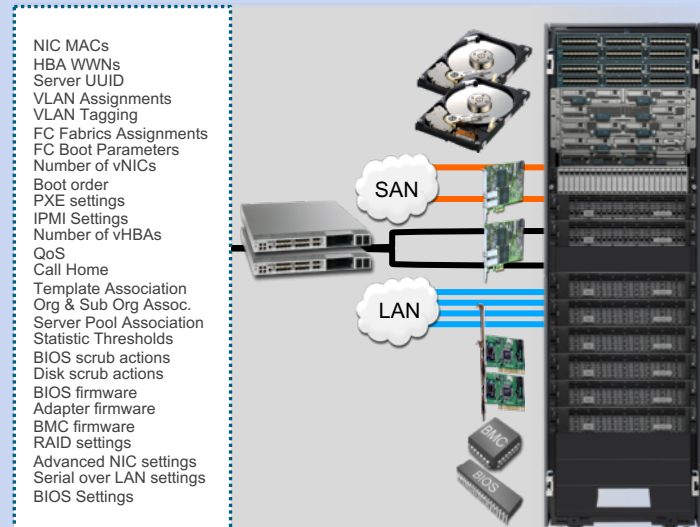 NIC MACs
HBA WWNs
Server UUID
VLAN Assignments
VLAN Tagging
FC Fabrics Assignments
FC Boot Parameters
Number of vNICs
Boot order
PXE settings
IPMI Settings
Number of vHBAs
QoS
Call Home
Template Association
Org & Sub Org Assoc.
Server Pool Association
Statistic Thresholds
BIOS scrub actions
Disk scrub actions
BIOS firmware
Adapter firmware
BMC firmware
RAID settings
Advanced NIC settings
Serial over LAN settings
BIOS Settings
SAN
LAN
BMC
BIOS